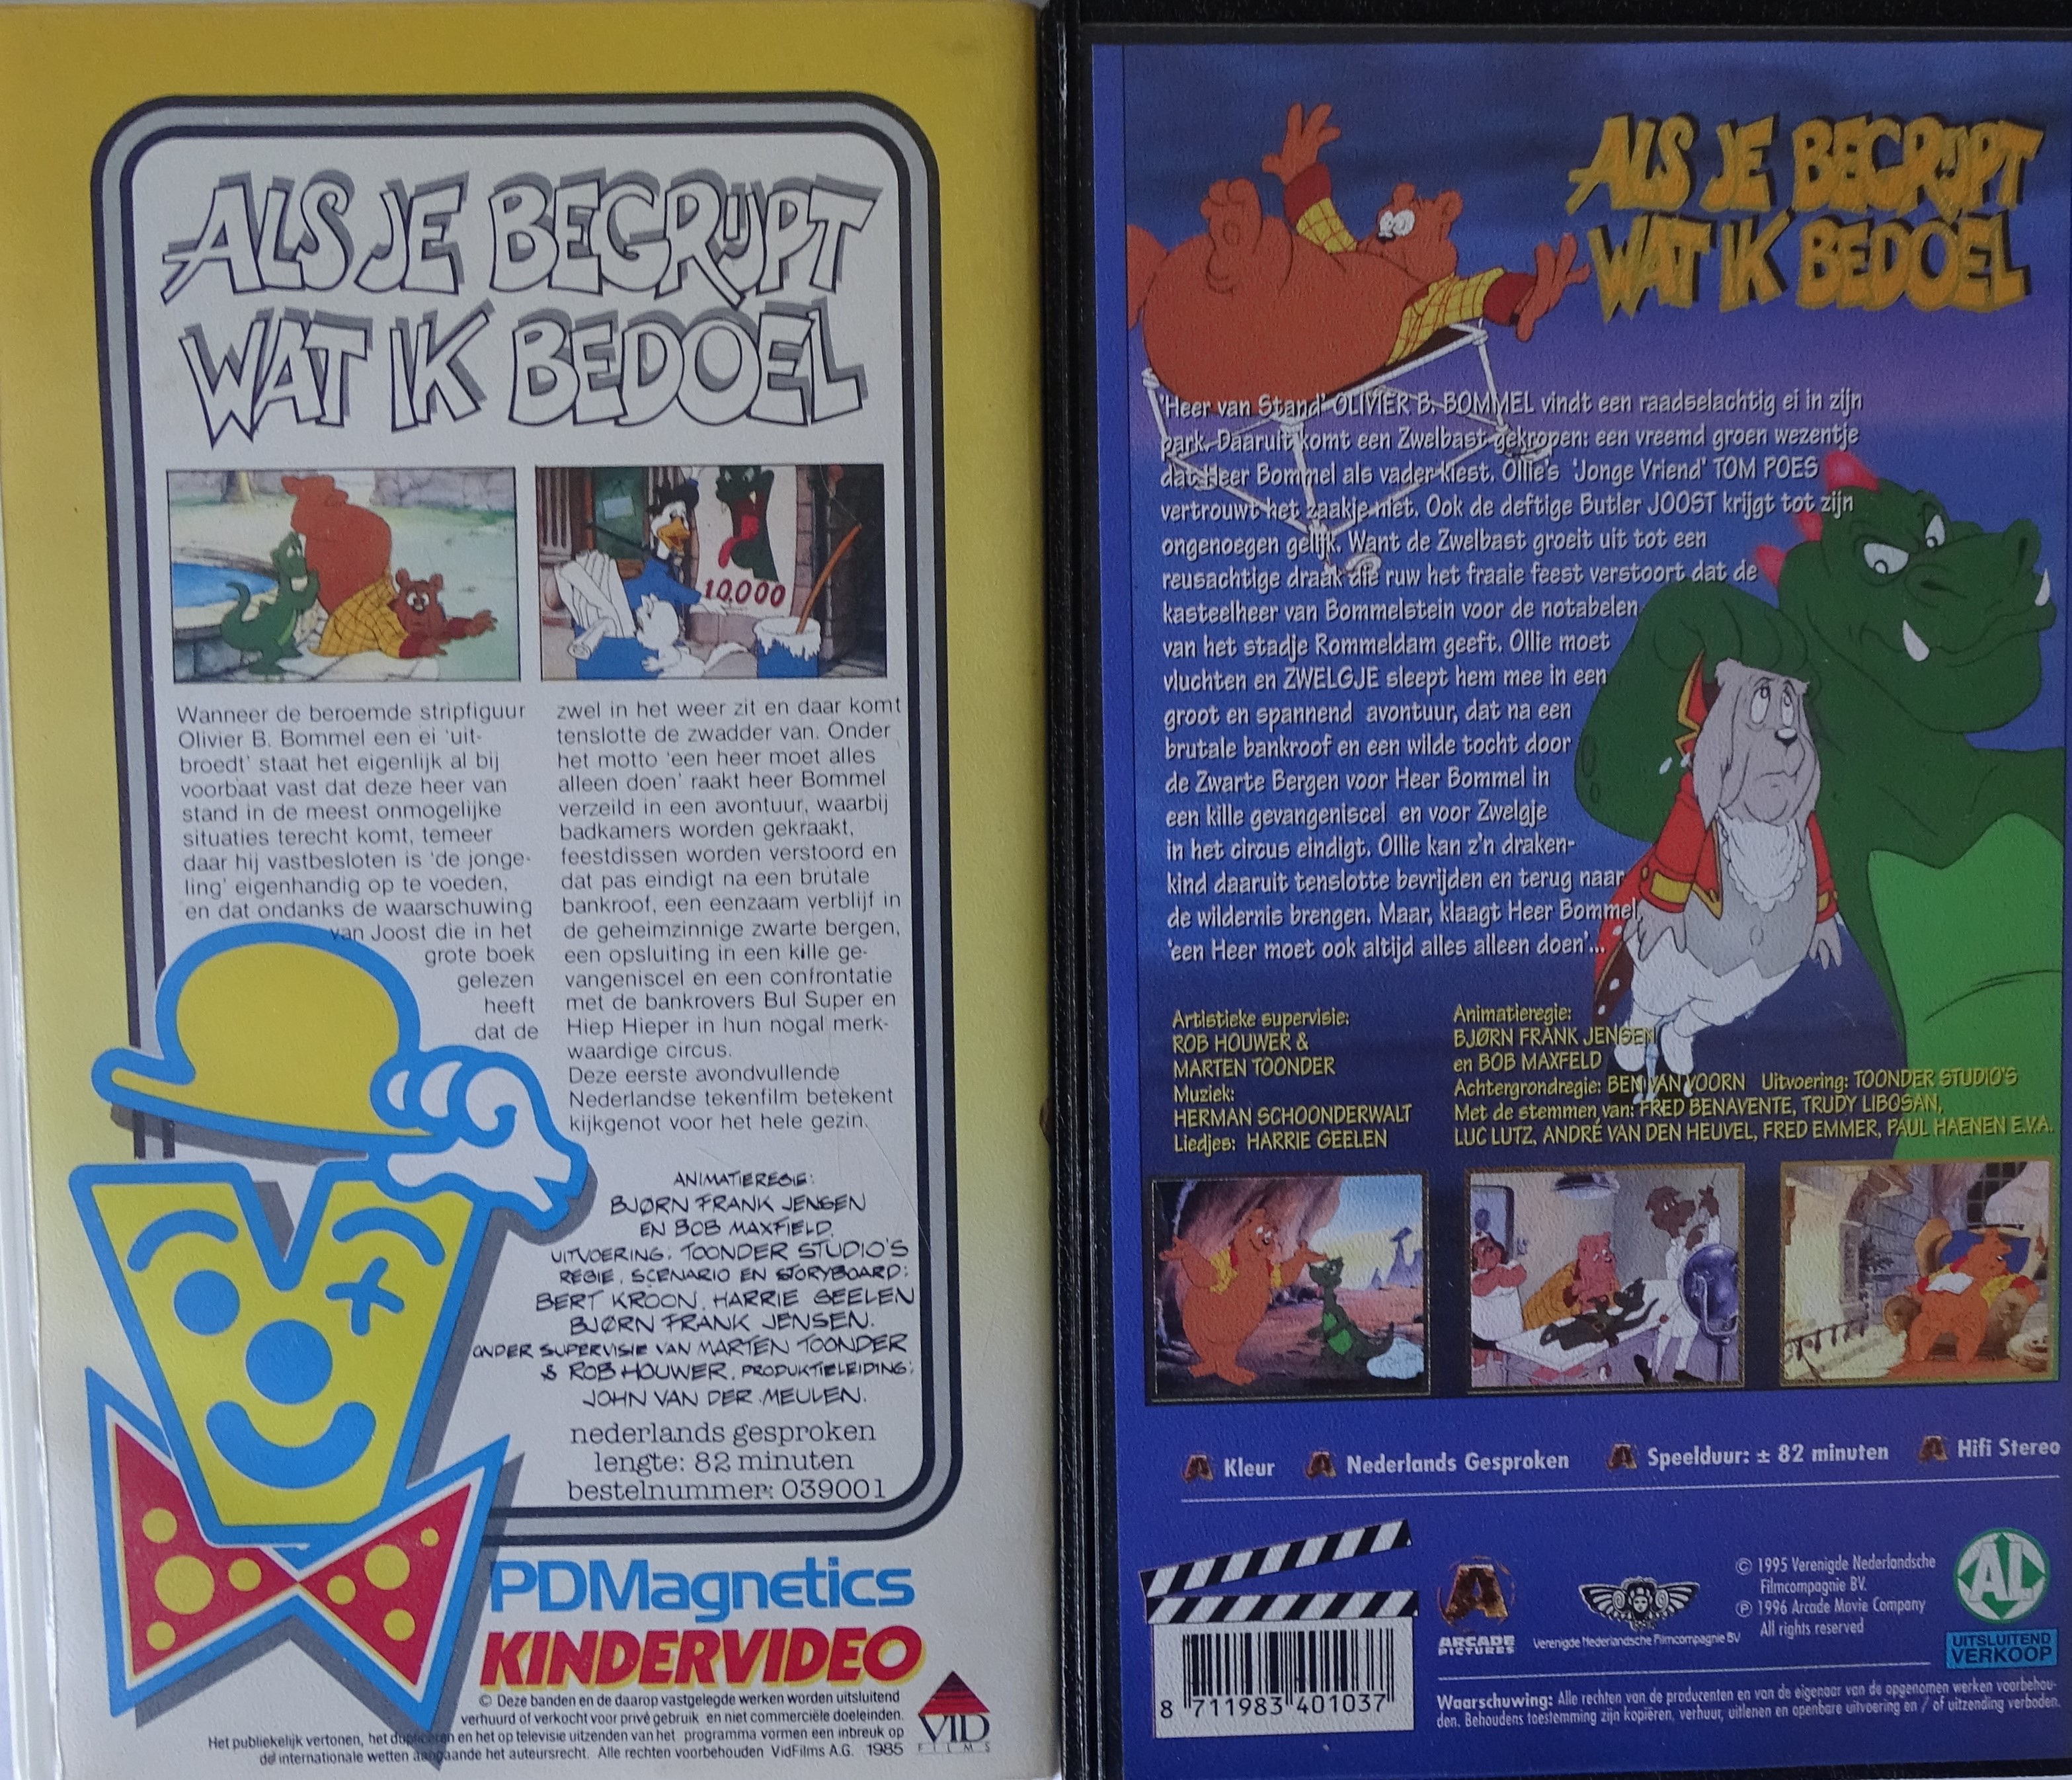 ALS JE BEGRIJPT
WAT IK BEDOEL
10.000
Wanneer de beroemde stripfiguur
Olivier B. Bommel een ei 'uit-
broedt' staat het eigenlijk al bij
voorbaat vast dat deze heer van
stand in de meest onmogelijke
situaties terecht komt, temeer
daar hij vastbesloten is 'de jonge-
ling' eigenhandig op te voeden,
en dat ondanks de waarschuwing
van Joost die in het
grote boek
gelezen
heeft
dat de
zwel in het weer zit en daar komt
tenslotte de zwadder van. Onder
het motto 'een heer moet alles
alleen doen' raakt heer Bommel
verzeild in een avontuur, waarbij
badkamers worden gekraakt,
feestdissen worden verstoord en
dat pas eindigt na een brutale
bankroof, een eenzaam verblijf in
de geheimzinnige zwarte bergen,
een opsluiting in een kille ge-
vangeniscel en een confrontatie
met de bankrovers Bul Super en
Hiep Hieper in hun nogal merk-
waardige circus.
Deze eerste avondvullende
Nederlandse tekenfilm betekent
kijkgenot voor het hele gezin.
ANIMATIEREGIE:
BJØRN FRANK JENSEN
EN BOB MAXFIELD.
UITVOERING: TOONDER STUDIO'S
REGIE, SCENARIO EN STORYBOARD:
BERT KROON, HARRIE GEELEN
BJØRN FRANK JENSEN.
ONDER SUPERVISIE VAN MARTEN TOONDER
& ROB HOUWER. PRODUKTIELEIDING:
JOHN VAN DER MEULEN.
nederlands gesproken
lengte: 82 minuten
bestelnummer: 039001
PDMagnetics
KINDERVIDEO
© Deze banden en de daarop vastgelegde werken worden uitsluitend
verhuurd of verkocht voor privé gebruik en niet commerciële doeleinden.
Het publiekelijk vertonen, het dupliceren en het op televisie uitzenden van het programma vormen een inbreuk op
de internationale wetten aangaande het auteursrecht. Alle rechten voorbehouden VidFilms A.G. 1985
VID
FILMS
ALS JE BEGRIJPT
WAT IK BEDOEL
'Heer van Stand' OLIVIER B. BOMMEL vindt een raadselachtig ei in zijn
park. Daaruit komt een Zwelbast gekropen: een vreemd groen wezentje
dat Heer Bommel als vader kiest. Ollie's 'Jonge Vriend' TOM POES
vertrouwt het zaakje niet. Ook de deftige Butler JOOST krijgt tot zijn
ongenoegen gelijk. Want de Zwelbast groeit uit tot een
reusachtige draak die ruw het fraaie feest verstoort dat de
kasteelheer van Bommelstein voor de notabelen
van het stadje Rommeldam geeft. Ollie moet
vluchten en ZWELGJE sleept hem mee in een
groot en spannend avontuur, dat na een
brutale bankroof en een wilde tocht door
de Zwarte Bergen voor Heer Bommel in
een kille gevangeniscel en voor Zwelgje
in het circus eindigt. Ollie kan z'n draken-
kind daaruit tenslotte bevrijden en terug naar
de wildernis brengen. Maar, klaagt Heer Bommel,
'een Heer moet ook altijd alles alleen doen'...
Artistieke supervisie:
ROB HOUWER &
MARTEN TOONDER
Muziek:
HERMAN SCHOONDERWALT
Liedjes: HARRIE GEELEN
Animatieregie:
BJØRN FRANK JENSEN
en BOB MAXFELD
Achtergrondregie: BEN VAN VOORN Uitvoering: TOONDER STUDIO'S
Met de stemmen van: FRED BENAVENTE, TRUDY LIBOSAN,
LUC LUTZ, ANDRÉ VAN DEN HEUVEL, FRED EMMER, PAUL HAENEN E.V.A.
Kleur Nederlands Gesproken Speelduur: ± 82 minuten Hifi Stereo
8 711983 401037
A
ARCADE
PICTURES
Verenigde Nederlandsche Filmcompagnie BV
© 1995 Verenigde Nederlandsche
Filmcompagnie BV.
℗ 1996 Arcade Movie Company
All rights reserved
AL
UITSLUITEND
VERKOOP
Waarschuwing: Alle rechten van de producenten en van de eigenaar van de opgenomen werken voorbehou-
den. Behoudens toestemming zijn kopiëren, verhuur, uitlenen en openbare uitvoering en / of uitzending verboden.